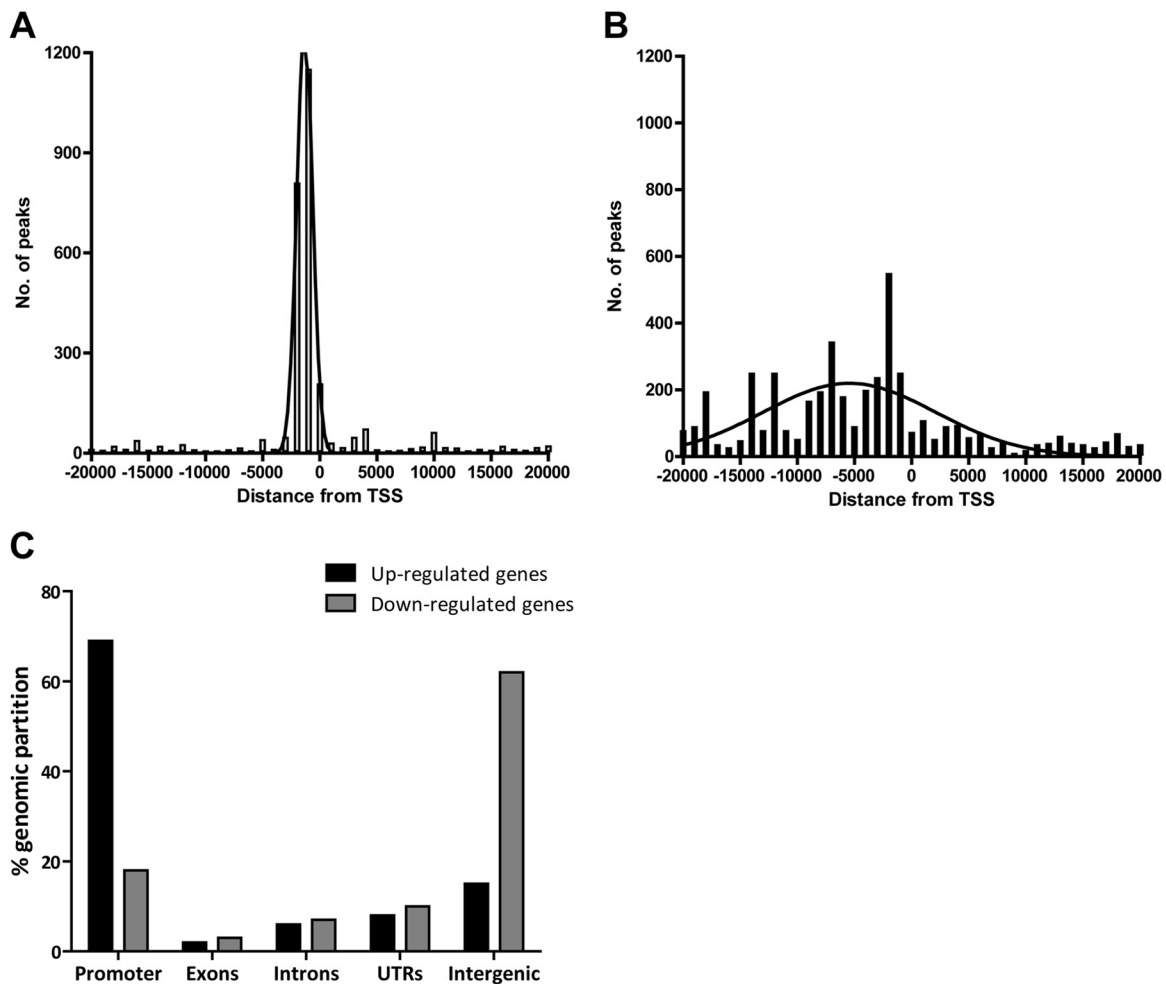 A
1200
900
600
300
0
No. of peaks
-20000 -15000 -10000 -5000 0 5000 10000 15000 20000
Distance from TSS
B
1200
1000
800
600
400
200
0
No. of peaks
-20000 -15000 -10000 -5000 0 5000 10000 15000 20000
Distance from TSS
C
Up-regulated genes
Down-regulated genes
80
60
40
20
0
% genomic partition
Promoter Exons Introns UTRs Intergenic